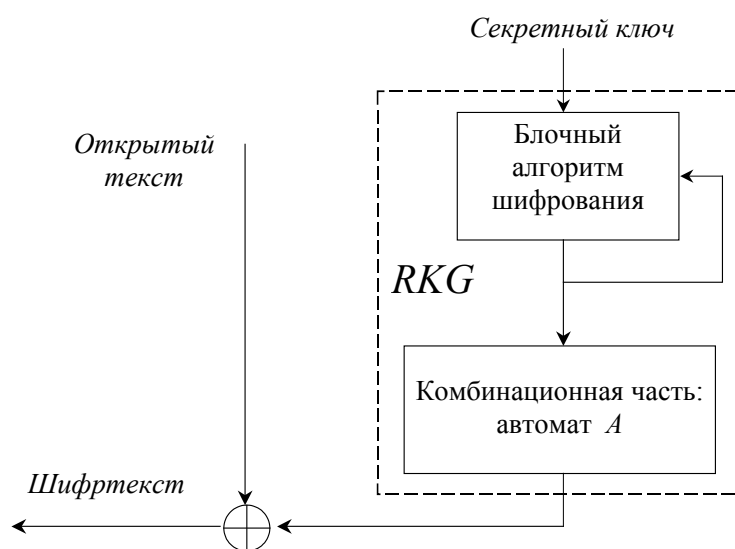 Секретный ключ
Открытый
текст
Блочный
алгоритм
шифрования
RKG
Комбинационная часть:
автомат A
Шифртекст